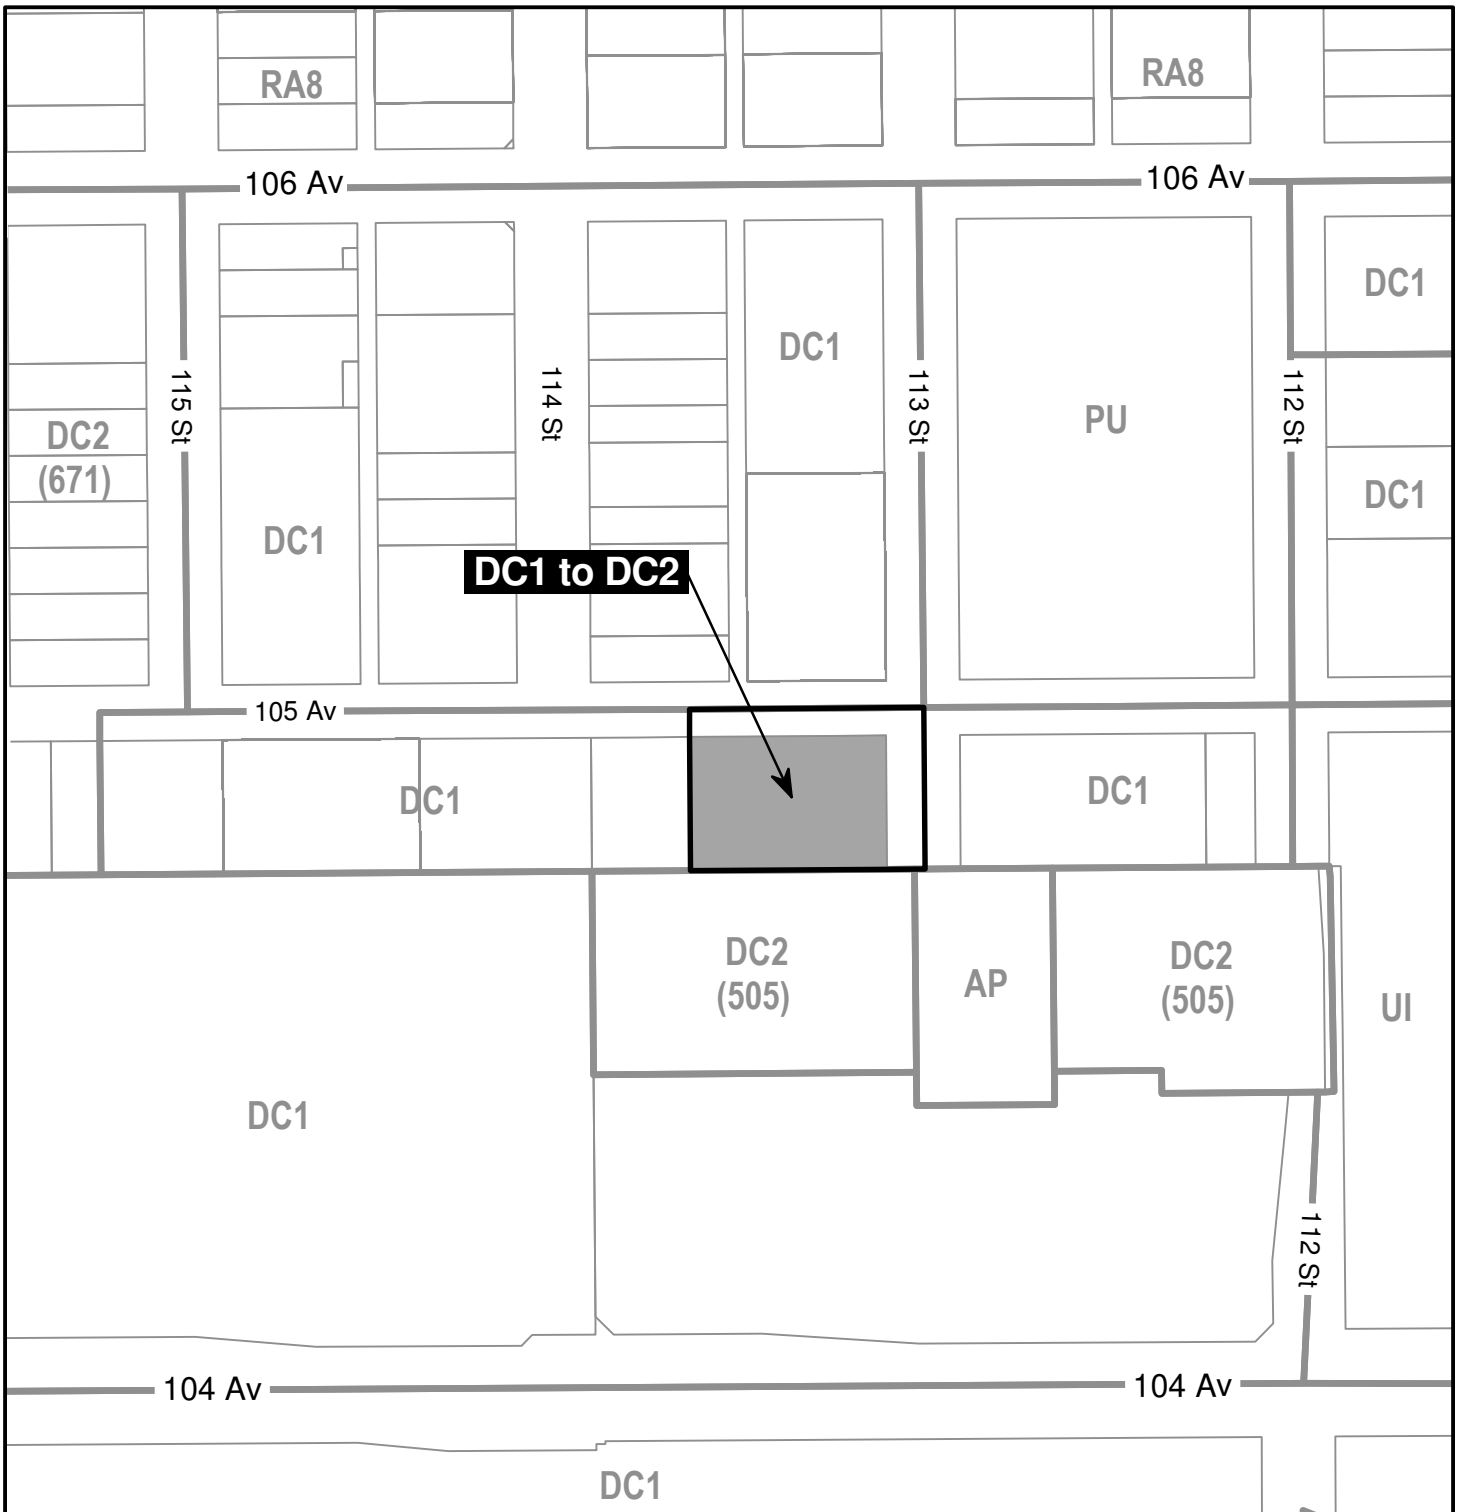 RA8
RA8
106 Av
106 Av
DC1
DC1
115 St
114 St
113 St
112 St
PU
DC2
(671)
DC1
DC1
DC1 to DC2
105 Av
DC1
DC1
DC2
(505)
AP
DC2
(505)
UI
DC1
112 St
104 Av
104 Av
DC1